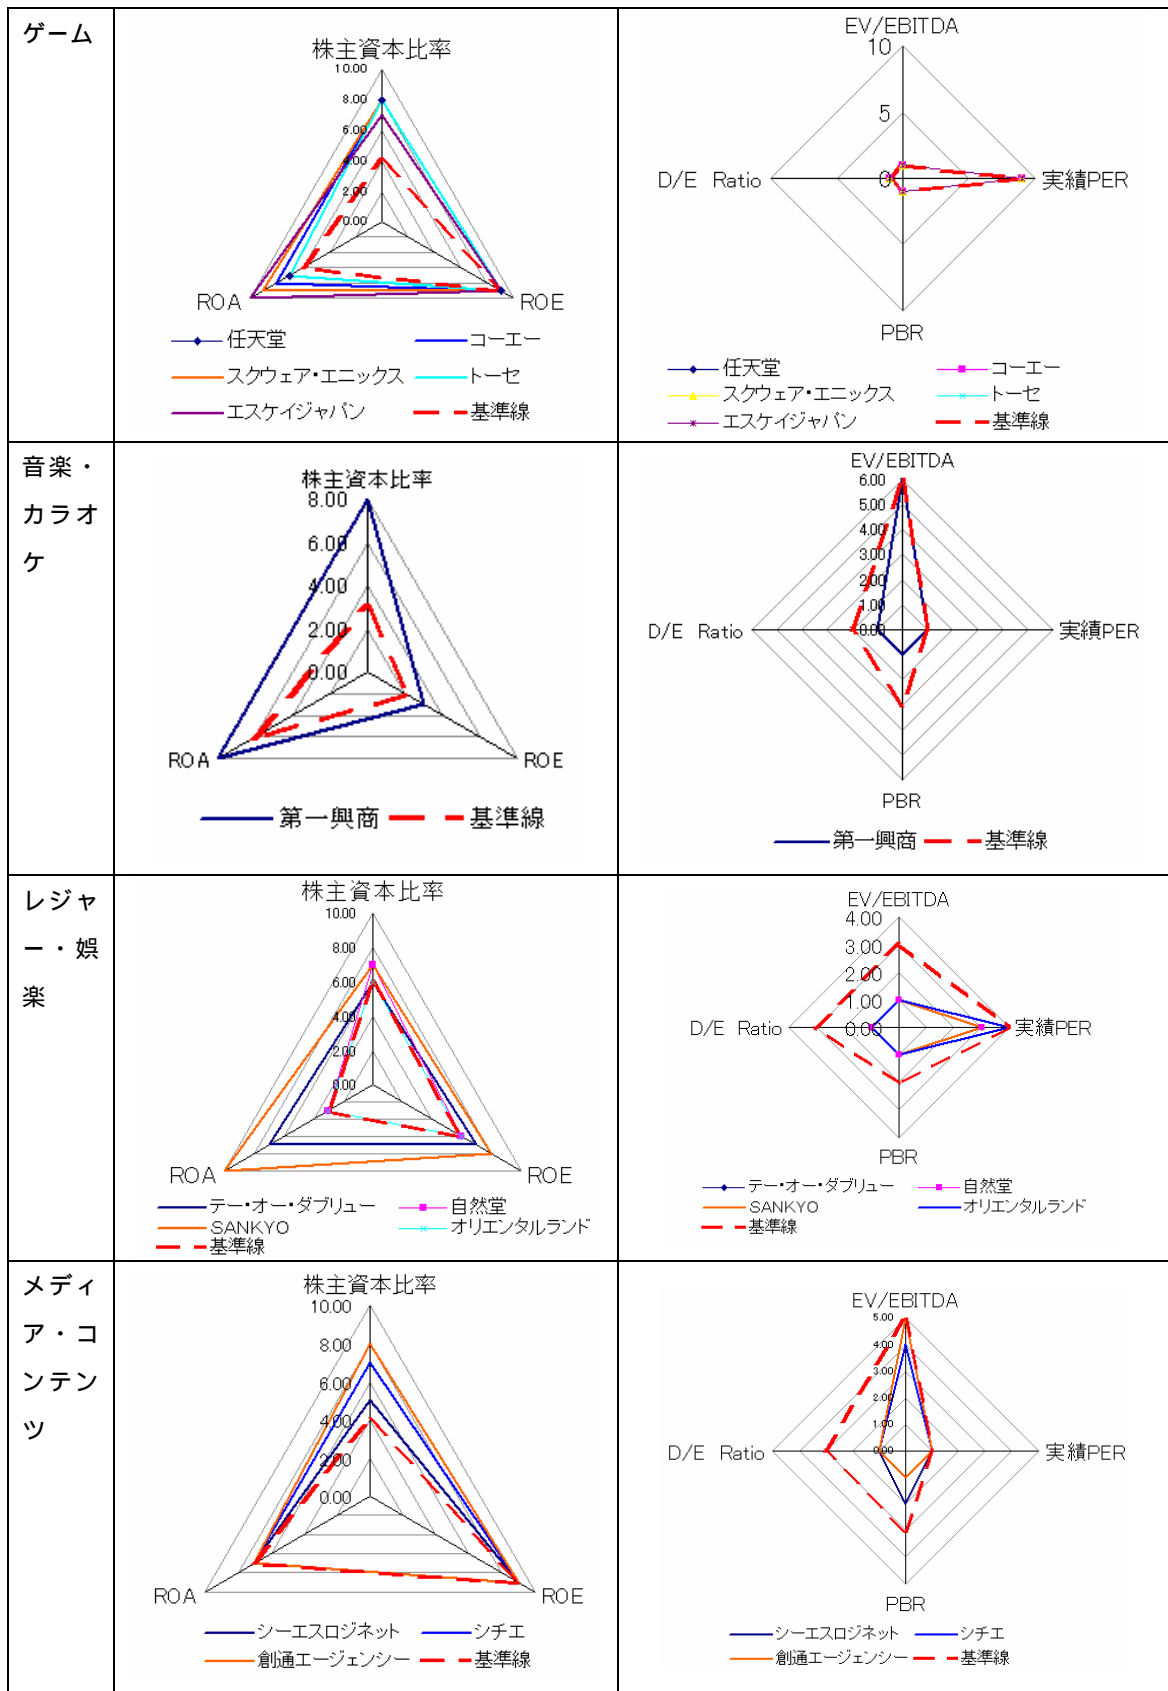 ゲーム
株主資本比率
10.00
8.00
6.00
4.00
2.00
0.00
ROA
ROE
任天堂
コーエー
スクウェア・エニックス
トーセ
エスケイジャパン
基準線
EV/EBITDA
10
5
0
D/E Ratio
実績PER
PBR
任天堂
コーエー
スクウェア・エニックス
トーセ
エスケイジャパン
基準線
音楽・
カラオ
ケ
株主資本比率
8.00
6.00
4.00
2.00
0.00
ROA
ROE
第一興商
基準線
EV/EBITDA
6.00
5.00
4.00
3.00
2.00
1.00
0.00
D/E Ratio
実績PER
PBR
第一興商
基準線
レジャ
ー・娯
楽
株主資本比率
10.00
8.00
6.00
4.00
2.00
0.00
ROA
ROE
テー・オー・ダブリュー
自然堂
SANKYO
オリエンタルランド
基準線
EV/EBITDA
4.00
3.00
2.00
1.00
0.00
D/E Ratio
実績PER
PBR
テー・オー・ダブリュー
自然堂
SANKYO
オリエンタルランド
基準線
メディ
ア・コ
ンテン
ツ
株主資本比率
10.00
8.00
6.00
4.00
2.00
0.00
ROA
ROE
シーエスロジネット
シチエ
創通エージェンシー
基準線
EV/EBITDA
5.00
4.00
3.00
2.00
1.00
0.00
D/E Ratio
実績PER
PBR
シーエスロジネット
シチエ
創通エージェンシー
基準線